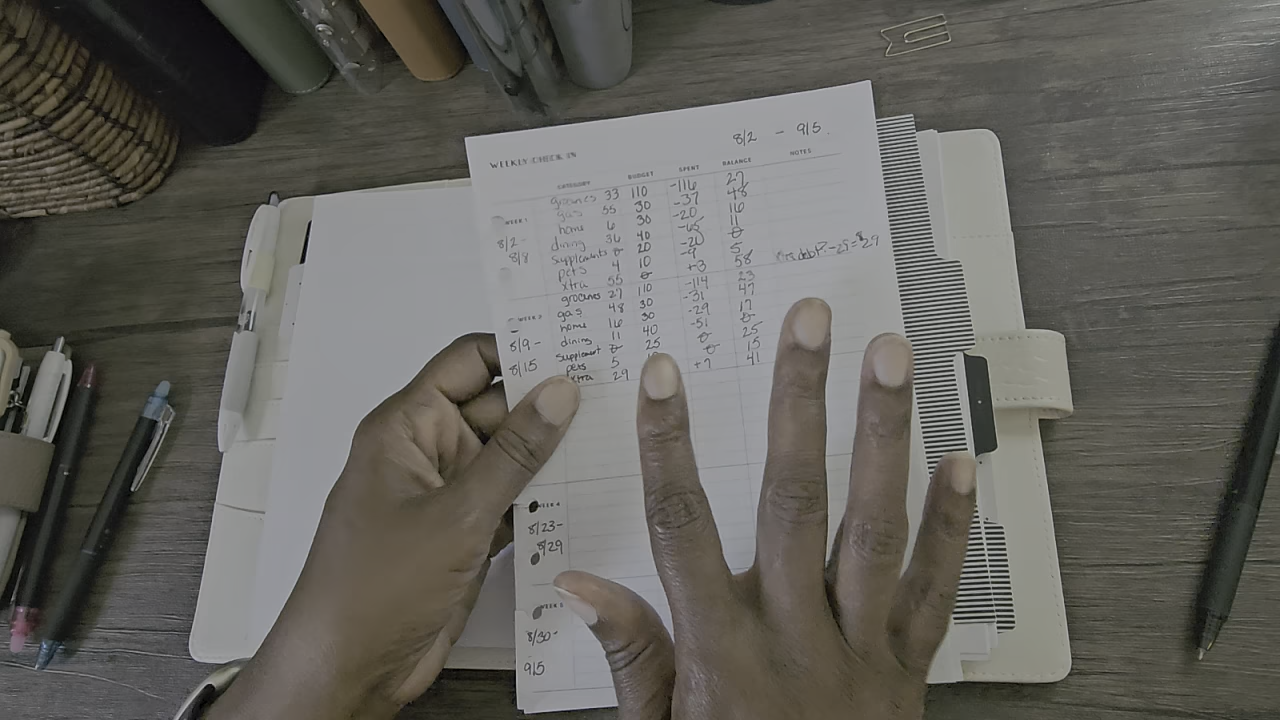 8/2 - 9/5
WEEKLY CHECK IN
CATEGORY BUDGET SPENT BALANCE NOTES
WEEK 1
8/2-
8/8
groceries 33 110 -116 27
gas 55 30 -37 48
home 6 30 -20 16
dining 36 40 -65 11
supplements 0 20 -20 0
pets 4 10 -9 5
xtra 55 0 +3 58
-29 = $29
WEEK 2
8/9-
8/15
groceries 27 110 -114 23
gas 48 30 -31 47
home 16 30 -29 17
dining 11 40 -51 0
supplement 0 25 0 25
pets 5 0 15
xtra 29 +7 41
WEEK 4
8/23-
8/29
WEEK 5
8/30-
9/5